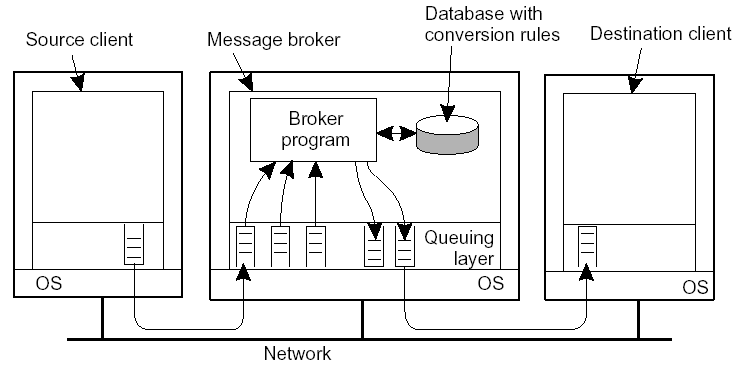 Source client
Message broker
Database with
conversion rules
Destination client
Broker
program
Queuing
layer
OS
OS
OS
Network